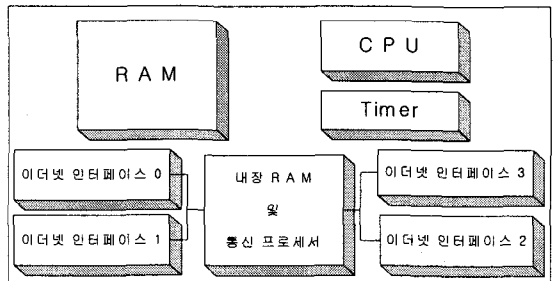 RAM
CPU
Timer
이더넷 인터페이스 0
이더넷 인터페이스 1
내장 RAM
및
통신 프로세서
이더넷 인터페이스 3
이더넷 인터페이스 2